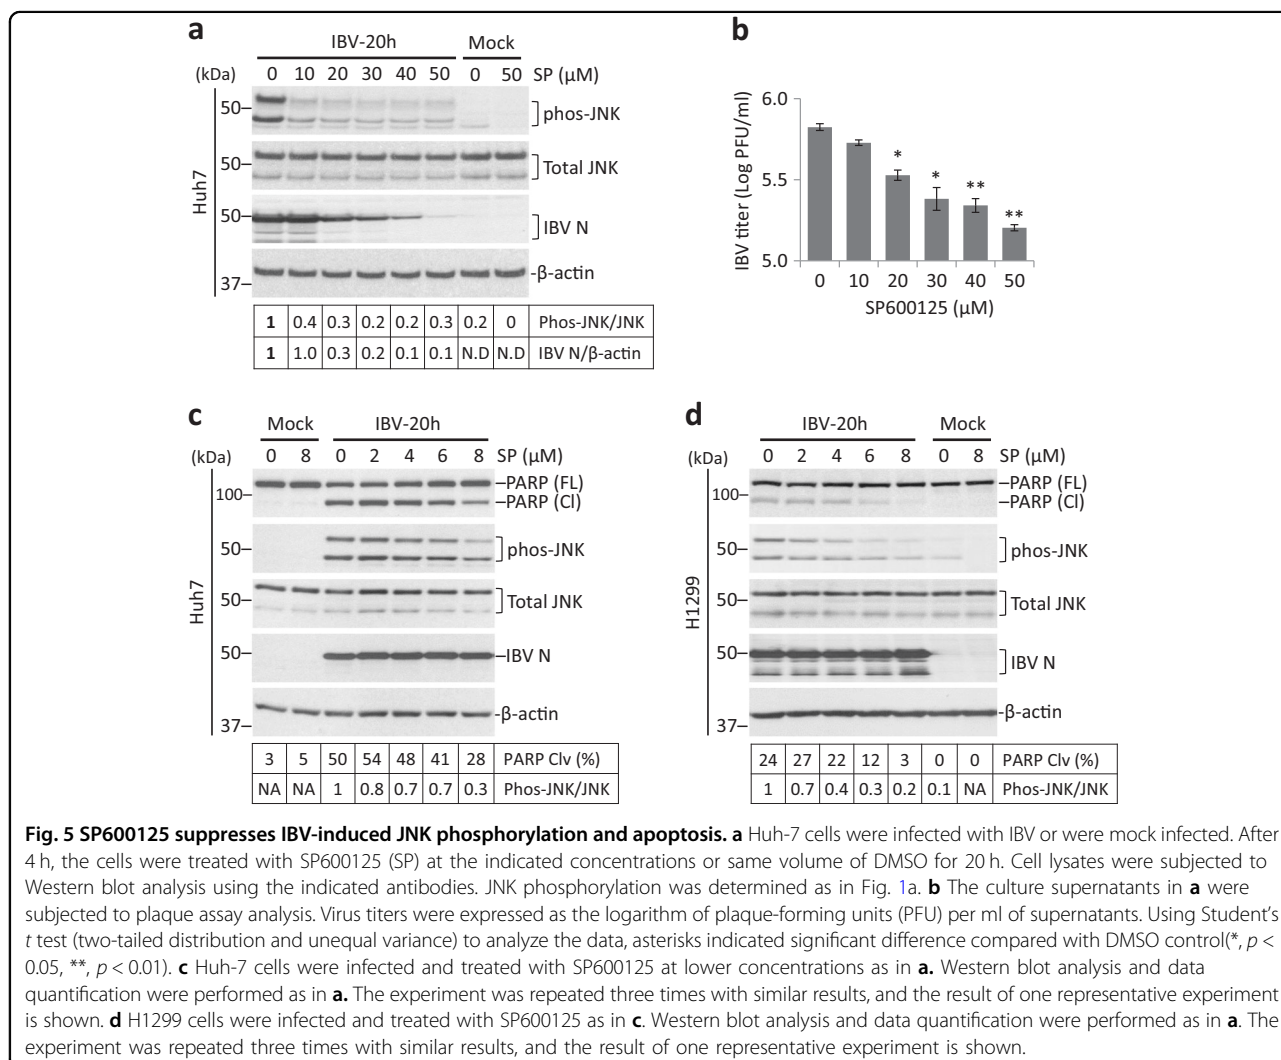 a
IBV-20h Mock
(kDa) 0 10 20 30 40 50 0 50 SP (µM)
50 phos-JNK
50 Total JNK
50 IBV N
37 -β-actin
Huh7
1 0.4 0.3 0.2 0.2 0.3 0.2 0 Phos-JNK/JNK
1 1.0 0.3 0.2 0.1 0.1 N.D N.D IBV N/β-actin
b
IBV titer (Log PFU/ml)
6.0
5.5
5.0
* * ** **
0 10 20 30 40 50
SP600125 (µM)
c
Mock IBV-20h
(kDa) 0 8 0 2 4 6 8 SP (µM)
100 PARP (FL)
PARP (Cl)
50 phos-JNK
50 Total JNK
50 IBV N
37 β-actin
Huh7
3 5 50 54 48 41 28 PARP Clv (%)
NA NA 1 0.8 0.7 0.7 0.3 Phos-JNK/JNK
d
IBV-20h Mock
(kDa) 0 2 4 6 8 0 8 SP (µM)
100 PARP (FL)
PARP (Cl)
50 phos-JNK
50 Total JNK
50 IBV N
37 -β-actin
H1299
24 27 22 12 3 0 0 PARP Clv (%)
1 0.7 0.4 0.3 0.2 0.1 NA Phos-JNK/JNK
Fig. 5 SP600125 suppresses IBV-induced JNK phosphorylation and apoptosis. a Huh-7 cells were infected with IBV or were mock infected. After
4 h, the cells were treated with SP600125 (SP) at the indicated concentrations or same volume of DMSO for 20 h. Cell lysates were subjected to
Western blot analysis using the indicated antibodies. JNK phosphorylation was determined as in Fig. 1a. b The culture supernatants in a were
subjected to plaque assay analysis. Virus titers were expressed as the logarithm of plaque-forming units (PFU) per ml of supernatants. Using Student's
t test (two-tailed distribution and unequal variance) to analyze the data, asterisks indicated significant difference compared with DMSO control(*, p <
0.05, **, p < 0.01). c Huh-7 cells were infected and treated with SP600125 at lower concentrations as in a. Western blot analysis and data
quantification were performed as in a. The experiment was repeated three times with similar results, and the result of one representative experiment
is shown. d H1299 cells were infected and treated with SP600125 as in c. Western blot analysis and data quantification were performed as in a. The
experiment was repeated three times with similar results, and the result of one representative experiment is shown.